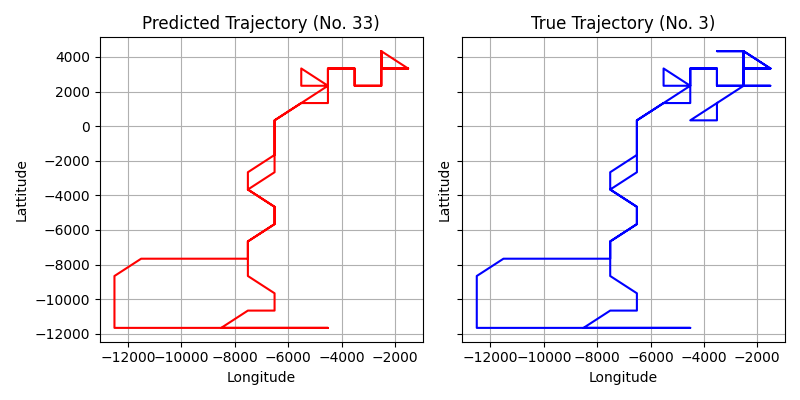 Predicted Trajectory (No. 33)
True Trajectory (No. 3)
4000
2000
0
−2000
−4000
−6000
−8000
−10000
−12000
Lattitude
Lattitude
−12000−10000 −8000 −6000 −4000 −2000
−12000−10000 −8000 −6000 −4000 −2000
Longitude
Longitude